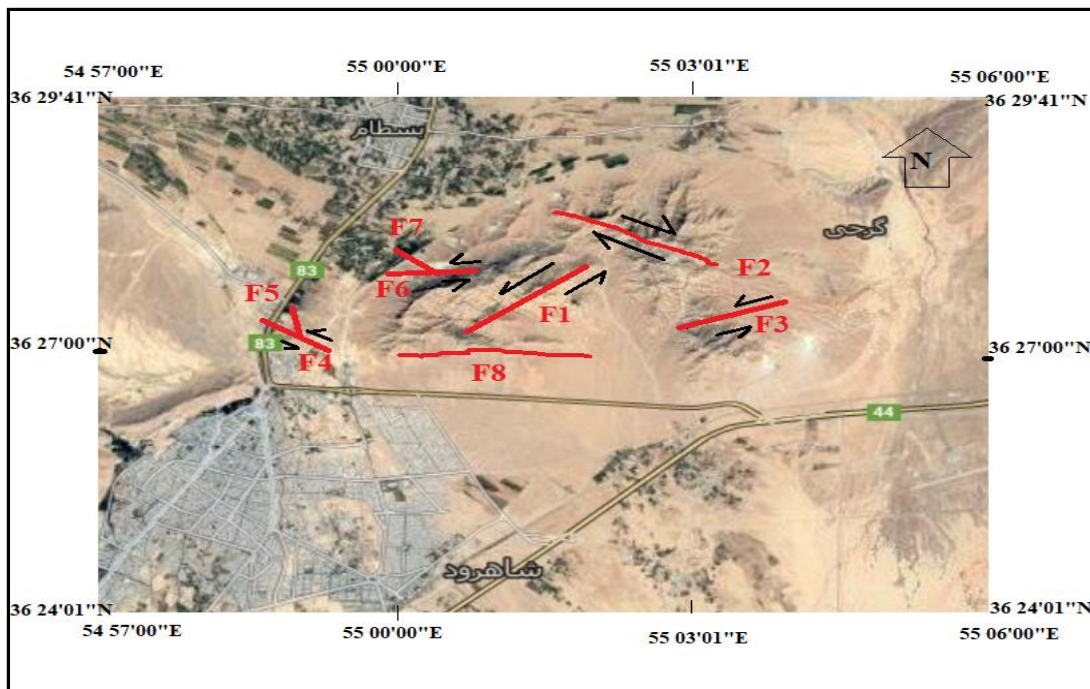 54 57'00"E
55 00'00"E
55 03'01"E
55 06'00"E
36 29'41"N
36 29'41"N
بسطام
N
کرجی
F7
83
F2
F6
F5
F1
F3
36 27'00"N
83
36 27'00"N
F4
F8
44
شاهرود
36 24'01"N
36 24'01"N
54 57'00"E
55 00'00"E
55 03'01"E
55 06'00"E